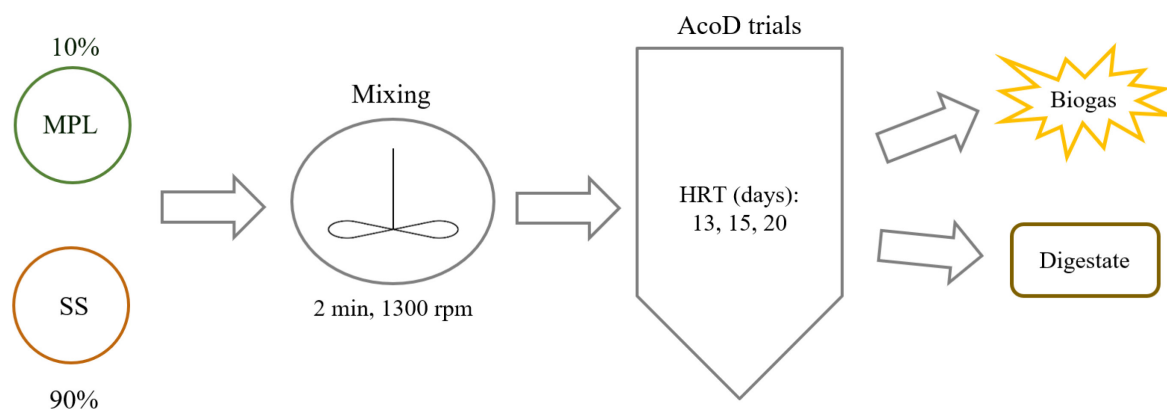 10%
MPL
SS
90%
Mixing
2 min, 1300 rpm
AcoD trials
HRT (days):
13, 15, 20
Biogas
Digestate